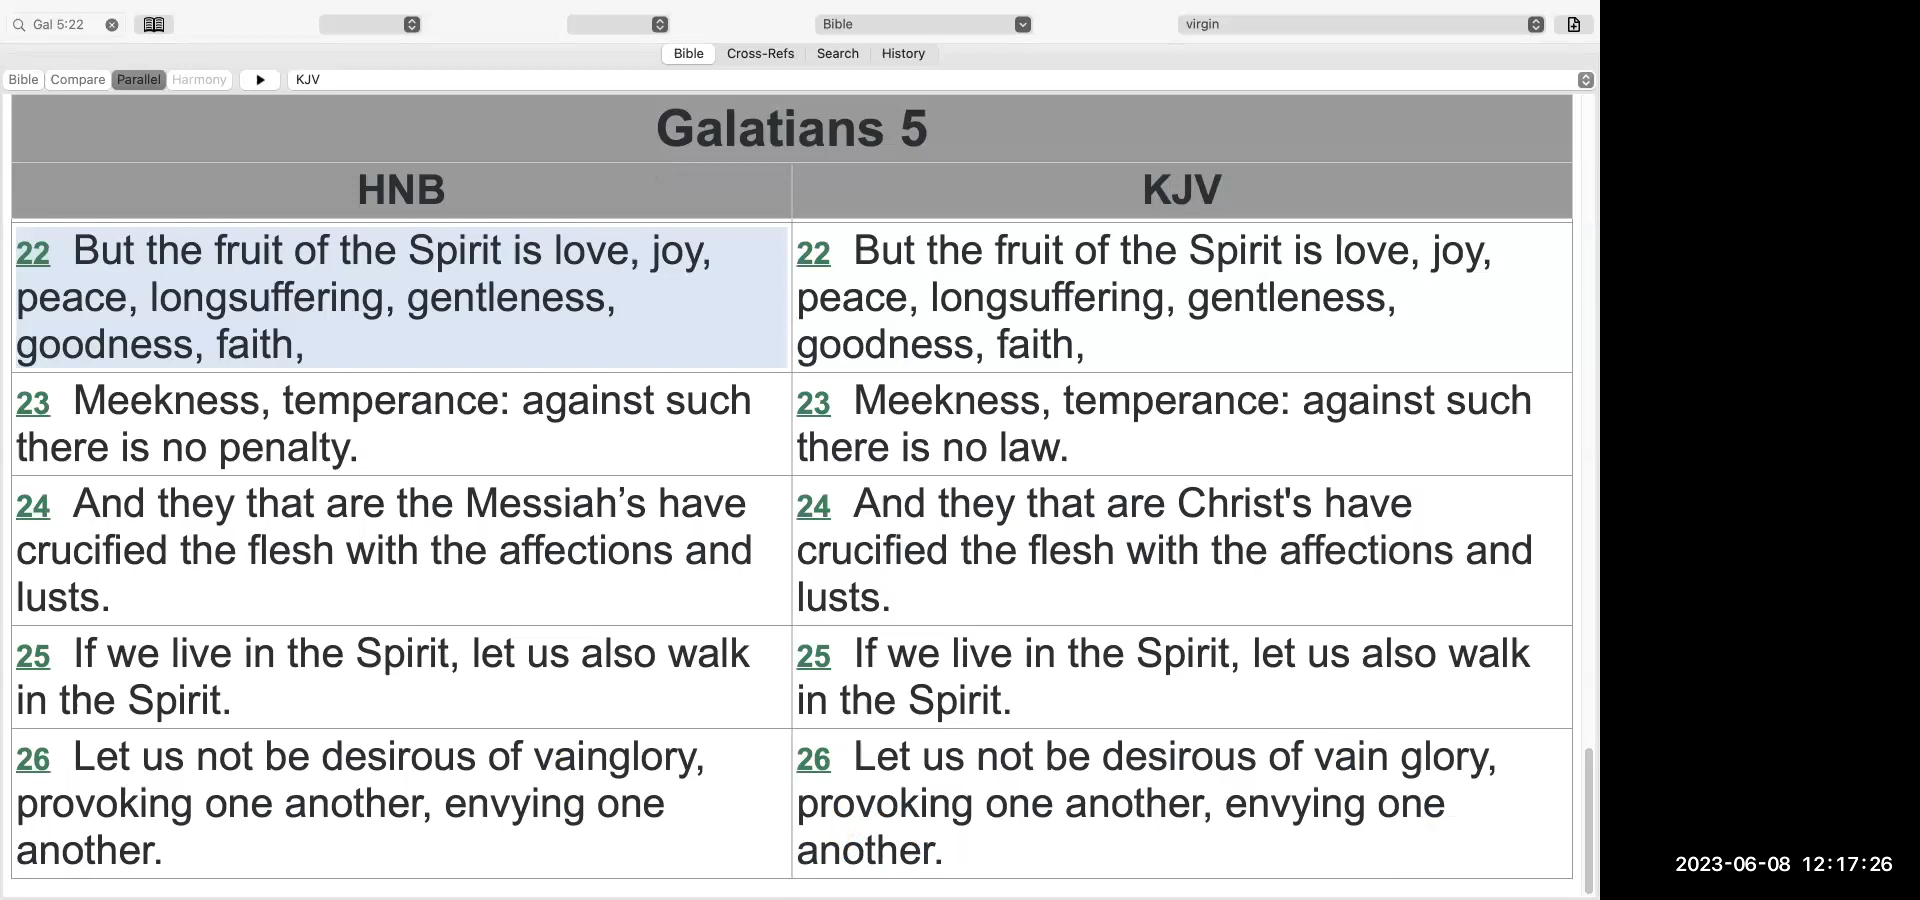 Gal 5:22
Bible
virgin
Bible Cross-Refs Search History
Bible Compare Parallel Harmony KJV
Galatians 5
HNB
KJV
22 But the fruit of the Spirit is love, joy,
peace, longsuffering, gentleness,
goodness, faith,
22 But the fruit of the Spirit is love, joy,
peace, longsuffering, gentleness,
goodness, faith,
23 Meekness, temperance: against such
there is no penalty.
23 Meekness, temperance: against such
there is no law.
24 And they that are the Messiah’s have
crucified the flesh with the affections and
lusts.
24 And they that are Christ's have
crucified the flesh with the affections and
lusts.
25 If we live in the Spirit, let us also walk
in the Spirit.
25 If we live in the Spirit, let us also walk
in the Spirit.
26 Let us not be desirous of vainglory,
provoking one another, envying one
another.
26 Let us not be desirous of vain glory,
provoking one another, envying one
another.
2023-06-08 12:17:26